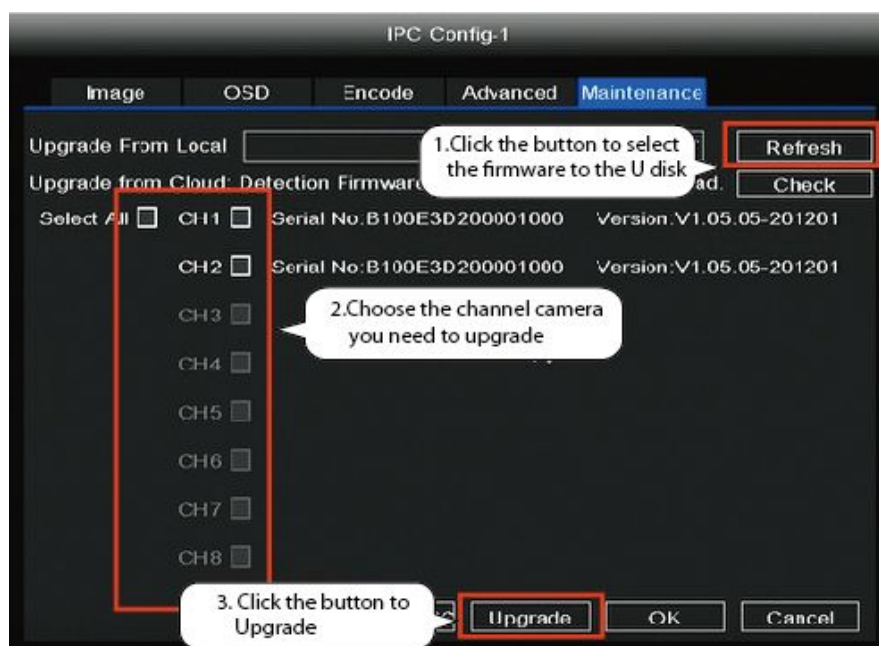 IPC Config-1
Image OSD Encode Advanced Maintenance
Upgrade From Local
1.Click the button to select
the firmware to the U disk
Refresh
Upgrade from Cloud: Detection Firmware
Check
Select All CH1 Serial No.B100E3D200001000 Version.V1.05.05-201201
CH2 Serial No:B100E3D200001000 Version:V1.05.05-201201
CH3
2.Choose the channel camera
you need to upgrade
CH4
CH5
CH6
CH7
CH8
3. Click the button to
Upgrade
Upgrade OK Cancel